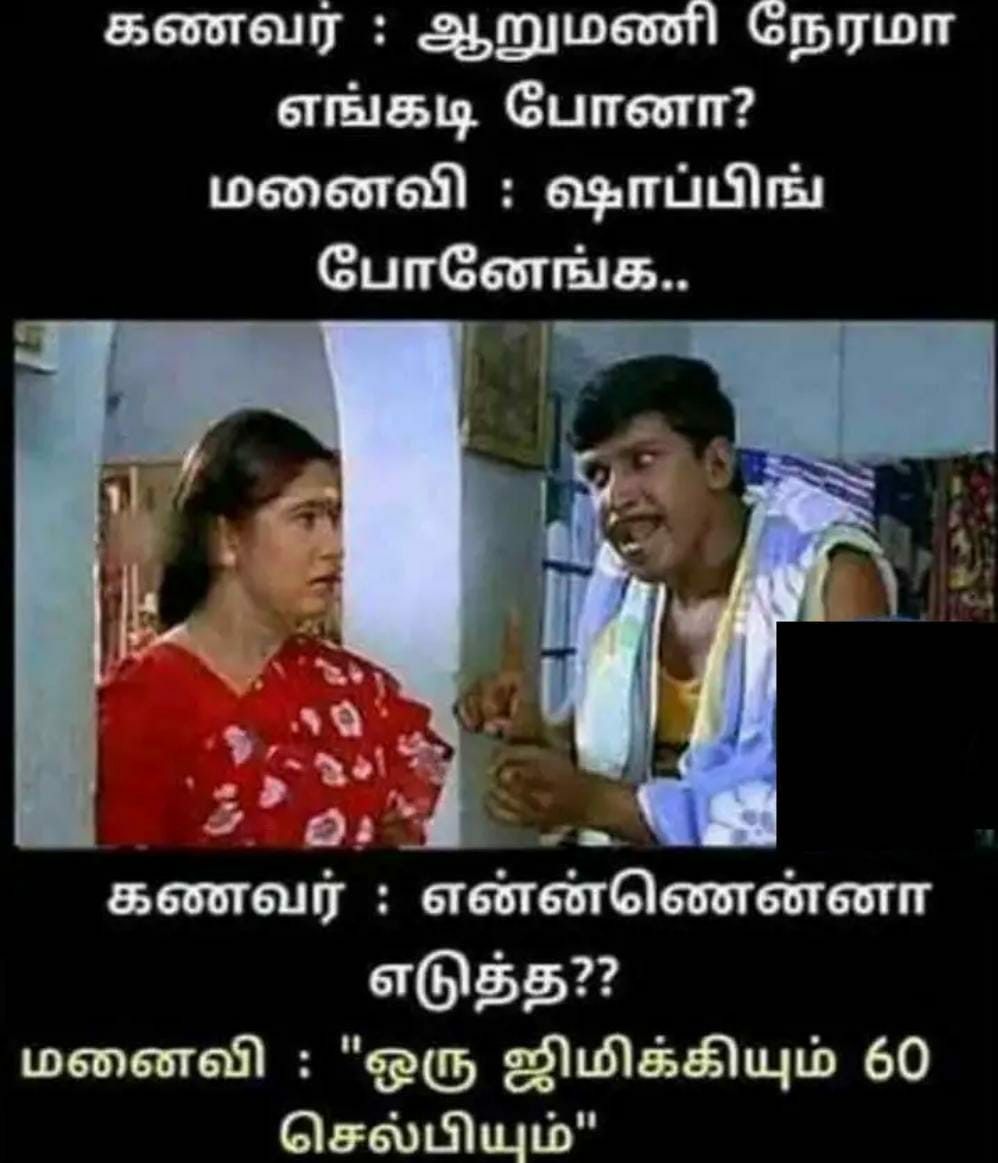 கணவர் : ஆறுமணி நேரமா
எங்கடி போனா?
மனைவி : ஷாப்பிங்
போனேங்க..
கணவர் : என்ன்ணென்னா
எடுத்த??
மனைவி : "ஒரு ஜிமிக்கியும் 60
செல்பியும்"